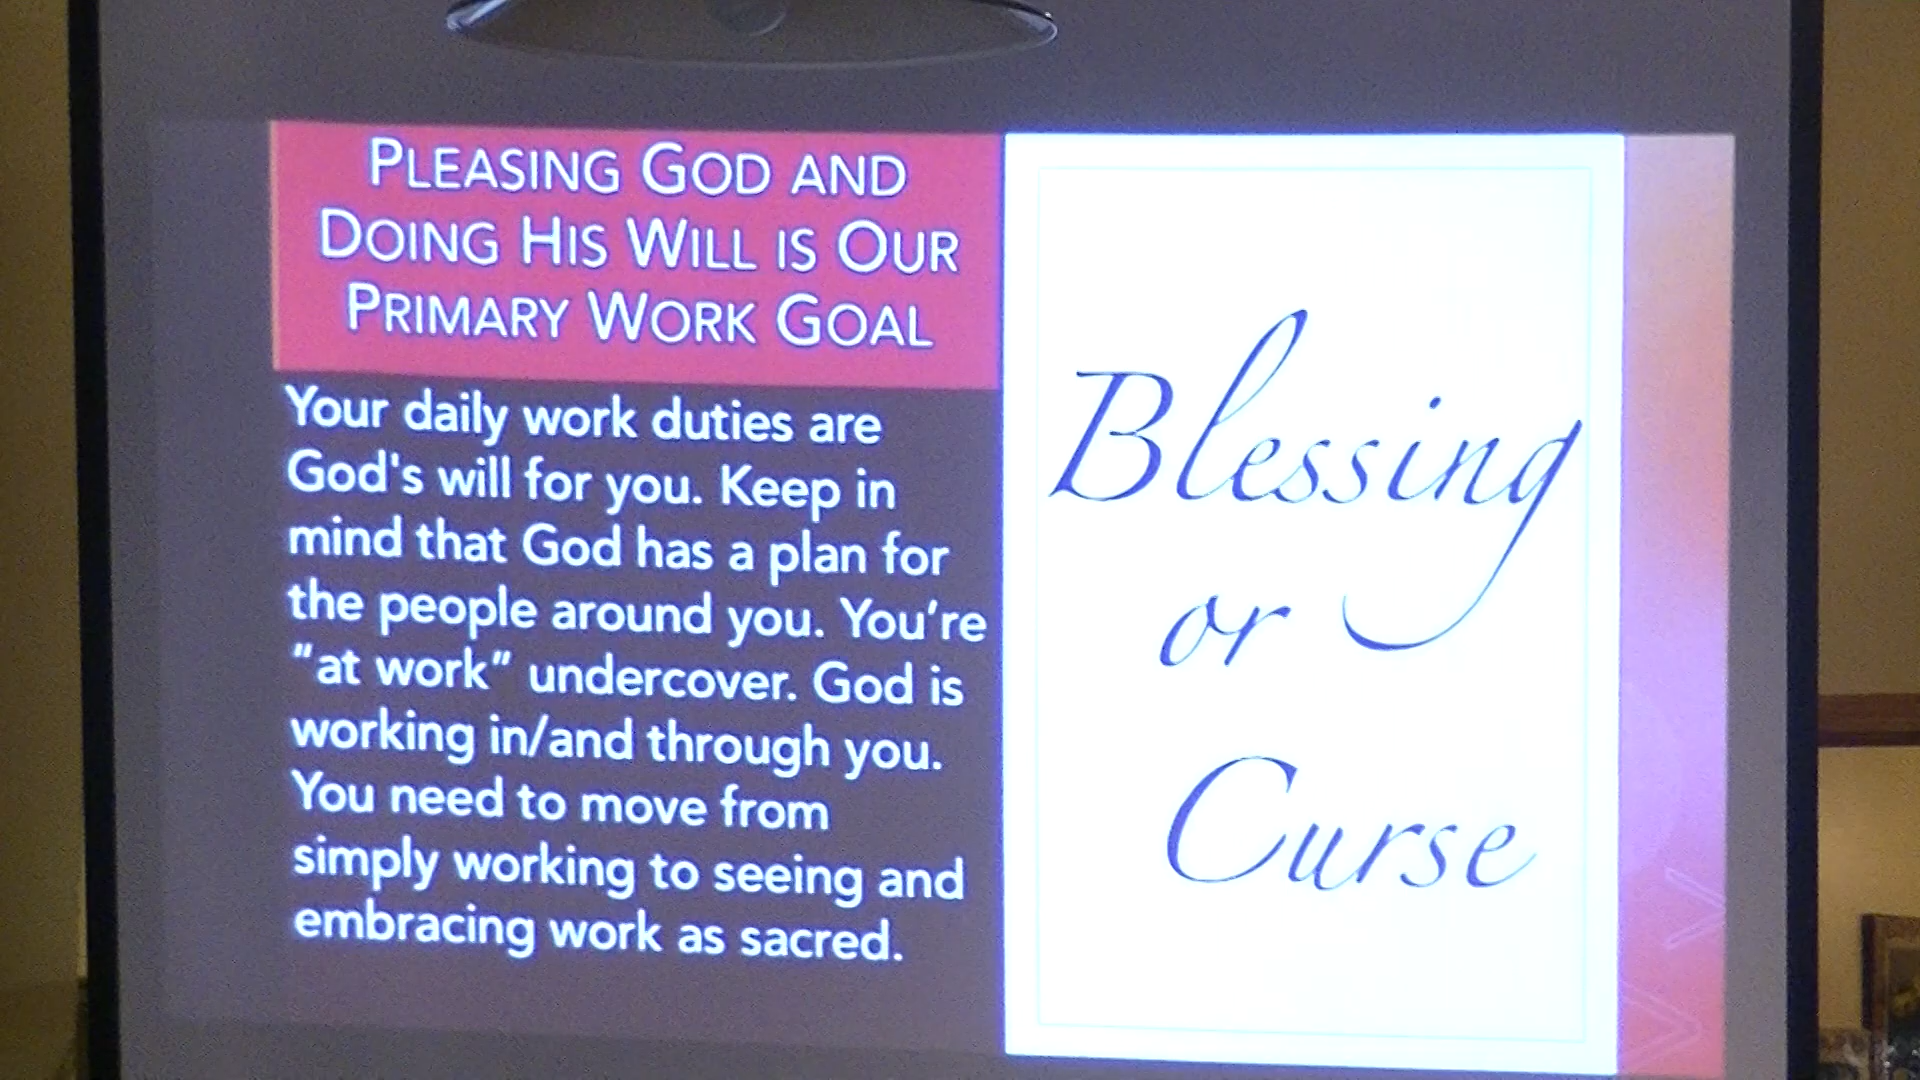 PLEASING GOD AND
DOING HIS WILL IS OUR
PRIMARY WORK GOAL
Your daily work duties are
God's will for you. Keep in
mind that God has a plan for
the people around you. You’re
“at work” undercover. God is
working in/and through you.
You need to move from
simply working to seeing and
embracing work as sacred.
Blessing
or
Curse